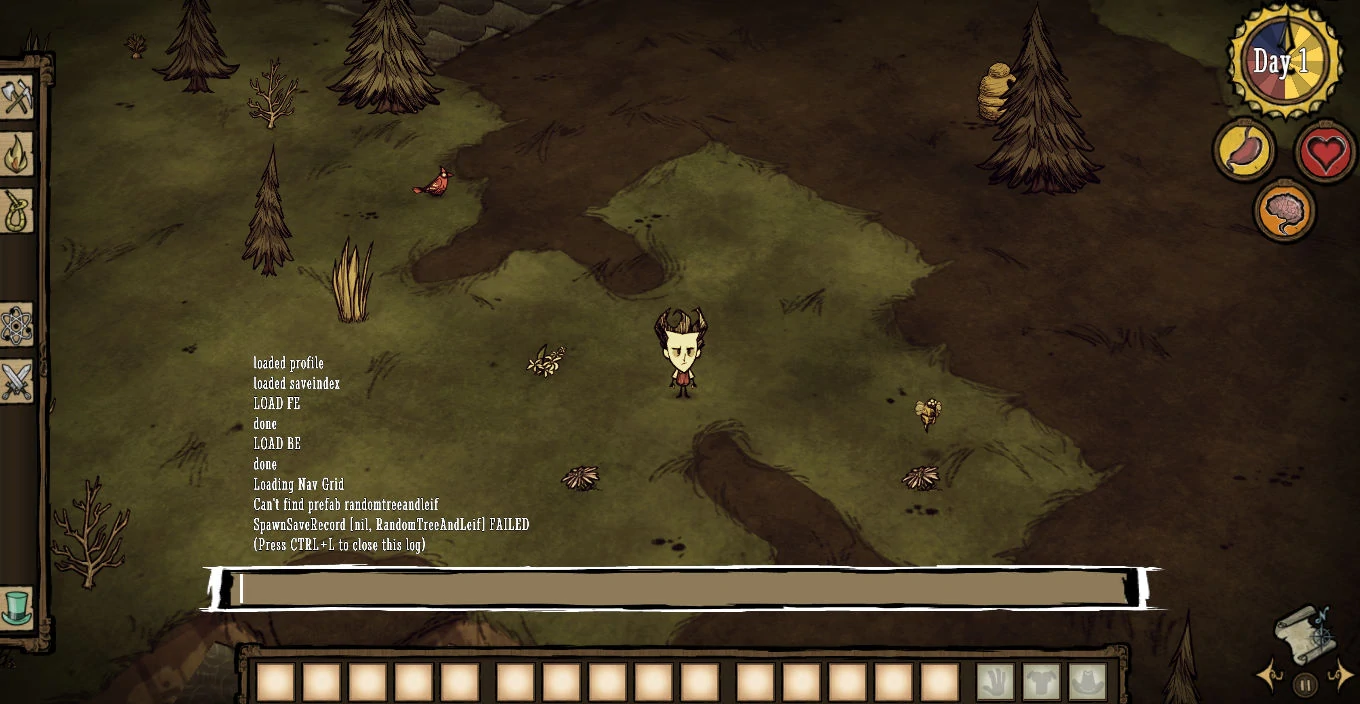 Day 1
loaded profile
loaded saveindex
LOAD FE
done
LOAD BE
done
Loading Nav Grid
Can't find prefab randomtreeandleif
SpawnSaveRecord [nil, RandomTreeAndLeif] FAILED
(Press CTRL+L to close this log)
N